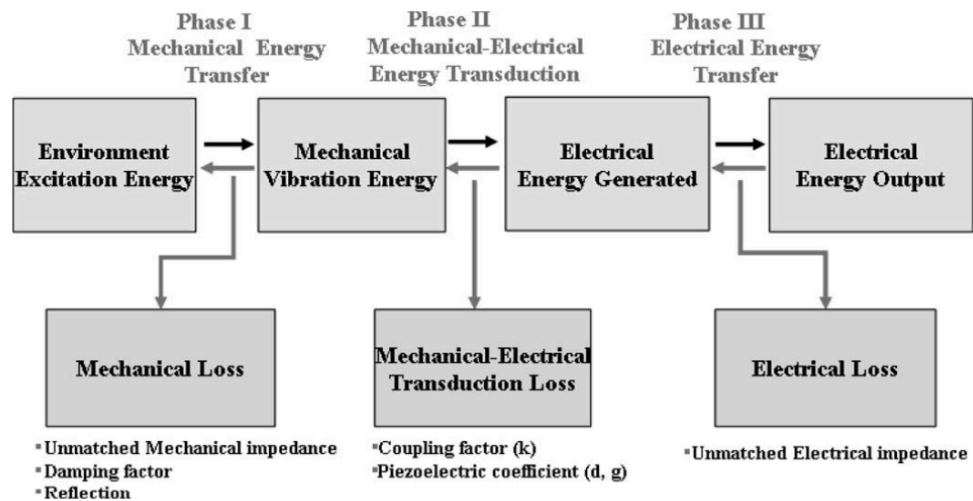 Phase I
Mechanical Energy
Transfer
Phase II
Mechanical-Electrical
Energy Transduction
Phase III
Electrical Energy
Transfer
Environment
Excitation Energy
Mechanical
Vibration Energy
Electrical
Energy Generated
Electrical
Energy Output
Mechanical Loss
Mechanical-Electrical
Transduction Loss
Electrical Loss
▪Unmatched Mechanical impedance
▪Damping factor
▪Reflection
▪Coupling factor (k)
▪Piezoelectric coefficient (d, g)
▪Unmatched Electrical impedance